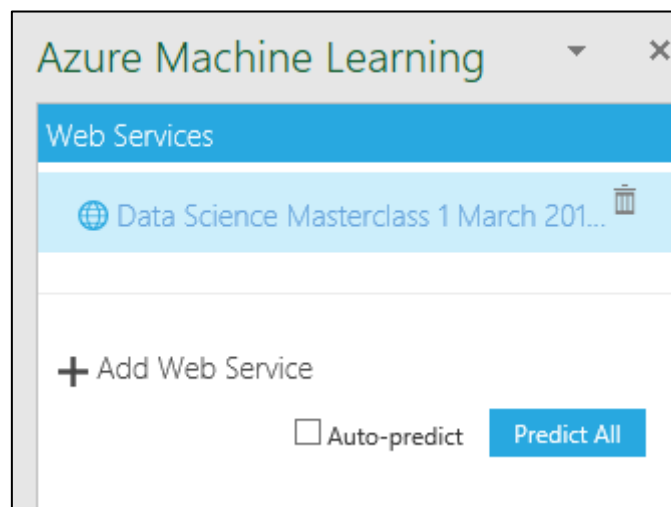 Azure Machine Learning
Web Services
Data Science Masterclass 1 March 201...
Add Web Service
Auto-predict Predict All